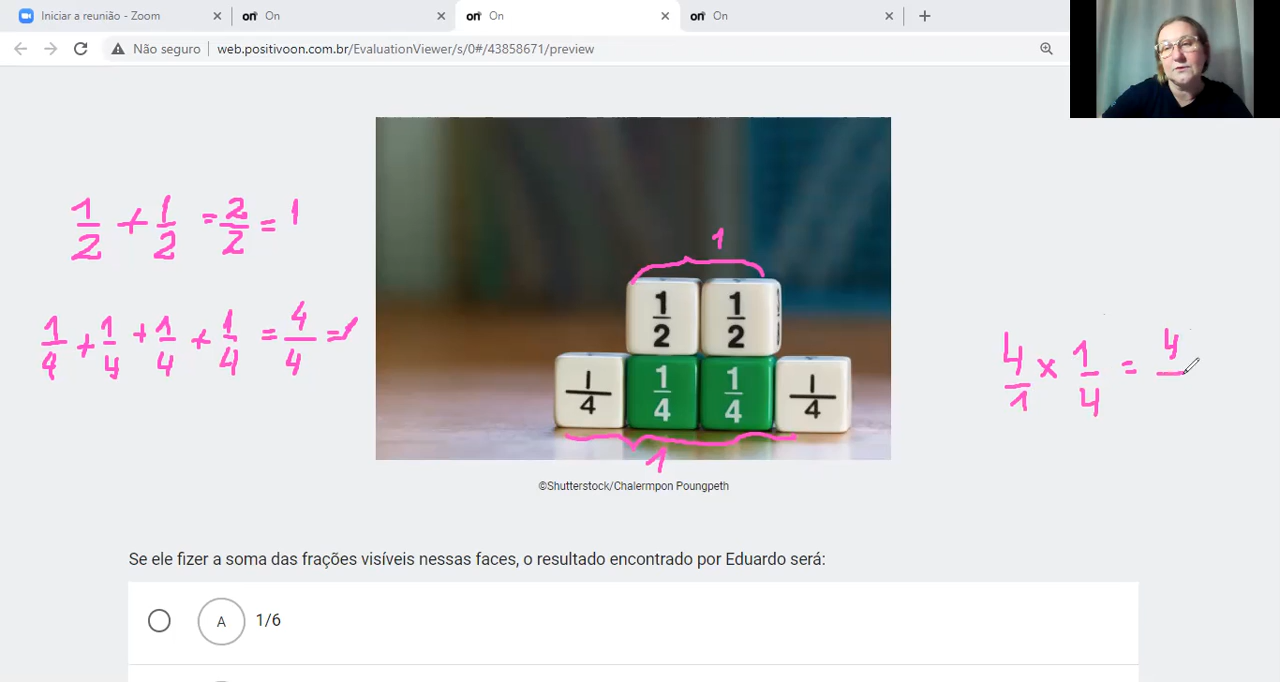 Iniciar a reunião - Zoom
On
On
On
Não seguro | web.positivoon.com.br/EvaluationViewer/s/0#/43858671/preview
1/2 + 1/2 = 2/2 = 1
1/4 + 1/4 + 1/4 + 1/4 = 4/4 = 1
1
1/2 1/2
1/4 1/4 1/4 1/4
1
4/1 x 1/4 = 4
©Shutterstock/Chalermpon Poungpeth
Se ele fizer a soma das frações visíveis nessas faces, o resultado encontrado por Eduardo será:
A 1/6